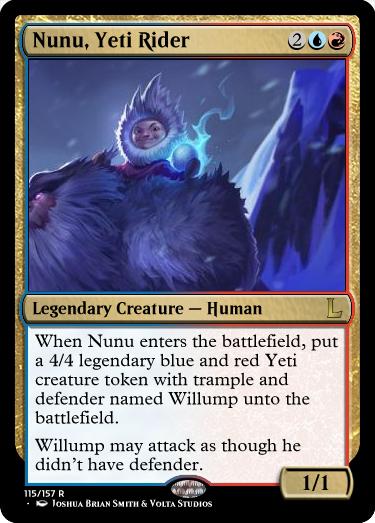 Nunu, Yeti Rider 2
Legendary Creature — Human L
When Nunu enters the battlefield, put
a 4/4 legendary blue and red Yeti
creature token with trample and
defender named Willump unto the
battlefield.
Willump may attack as though he
didn't have defender.
1/1
115/157 R
· Joshua Brian Smith & Volta Studios